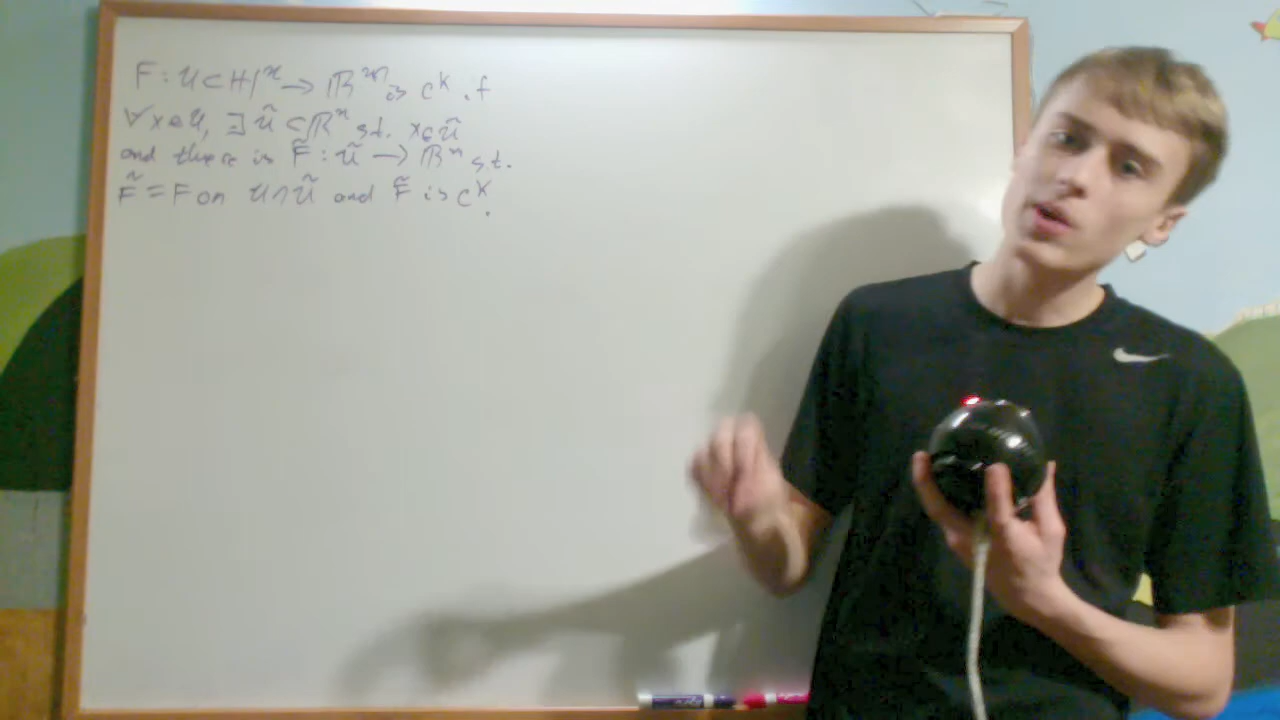 F : U ⊂ ℍ^n → ℝ^m is C^k if
∀x∈U, ∃ Ũ ⊂ ℝ^n s.t. x∈Ũ
and there is F̃ : Ũ → ℝ^n s.t.
F̃ = F on U∩Ũ and F̃ is C^k.